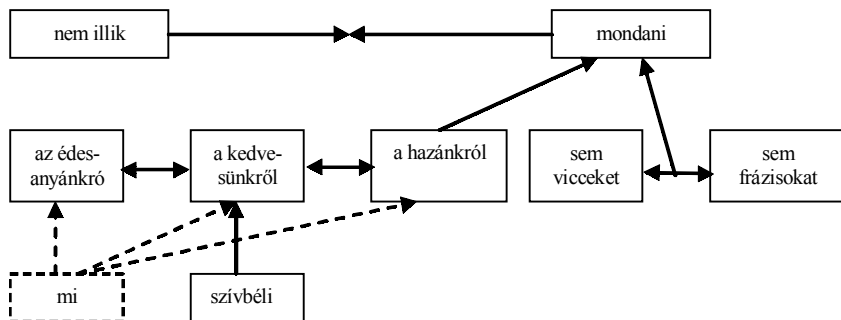 nem illik
mondani
az édes-
anyánkró
a kedve-
sünkről
a hazánkról
sem
vicceket
sem
frázisokat
mi
szívbéli